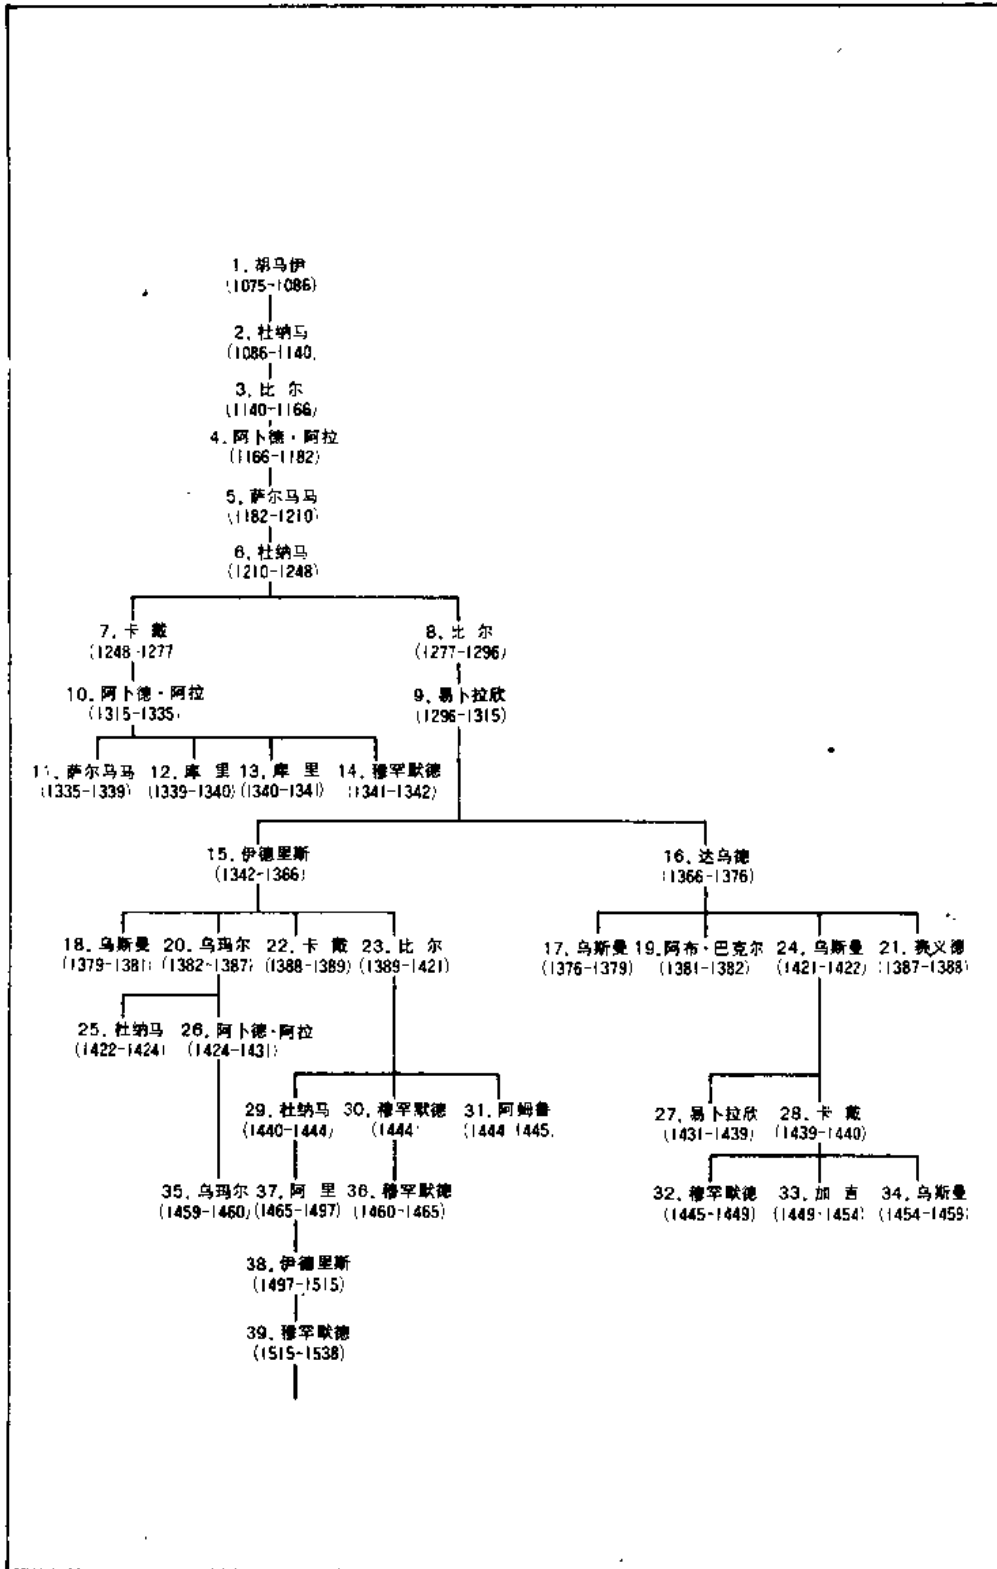 1. 胡马伊
(1075-1086)
2. 杜纳马
(1086-1140)
3. 比 尔
(1140-1166)
4. 阿卜德·阿拉
(1166-1182)
5. 萨尔马马
(1182-1210)
6. 杜纳马
(1210-1248)
7. 卡 戴 8. 比 尔
(1248-1277 (1277-1296)
10. 阿卜德·阿拉 9. 易卜拉欣
(1315-1335) (1296-1315)
11. 萨尔马马 12. 库 里 13. 库 里 14. 穆罕默德
(1335-1339) (1339-1340) (1340-1341) (1341-1342)
15. 伊德里斯 16. 达乌德
(1342-1366) (1366-1376)
18. 乌斯曼 20. 乌玛尔 22. 卡 戴 23. 比 尔 17. 乌斯曼 19. 阿布·巴克尔 24. 乌斯曼 21. 赛义德
(1379-1381) (1382-1387) (1388-1389) (1389-1421) (1376-1379) (1381-1382) (1421-1422) (1387-1388)
25. 杜纳马 26. 阿卜德·阿拉
(1422-1424) (1424-1431)
29. 杜纳马 30. 穆罕默德 31. 阿姆鲁 27. 易卜拉欣 28. 卡 戴
(1440-1444) (1444) (1444-1445) (1431-1439) (1439-1440)
35. 乌玛尔 37. 阿 里 36. 穆罕默德 32. 穆罕默德 33. 加 吉 34. 乌斯曼
(1459-1460) (1465-1497) (1460-1465) (1445-1449) (1449-1454) (1454-1459)
38. 伊德里斯
(1497-1515)
39. 穆罕默德
(1515-1538)